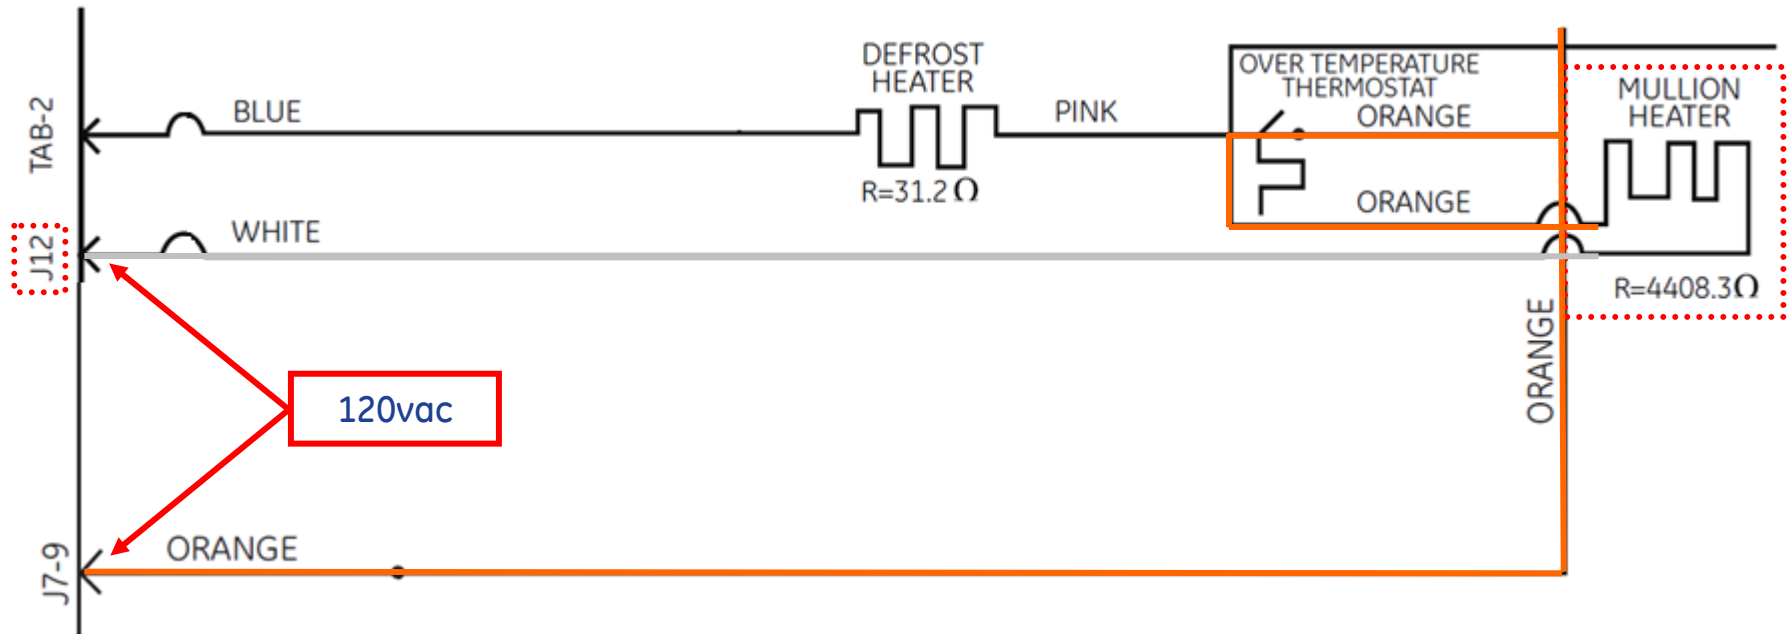 DEFROST
HEATER
OVER TEMPERATURE
THERMOSTAT
MULLION
HEATER
TAB-2
BLUE
PINK
ORANGE
R=31.2 Ω
ORANGE
J12
WHITE
R=4408.3Ω
ORANGE
120vac
J7-9
ORANGE